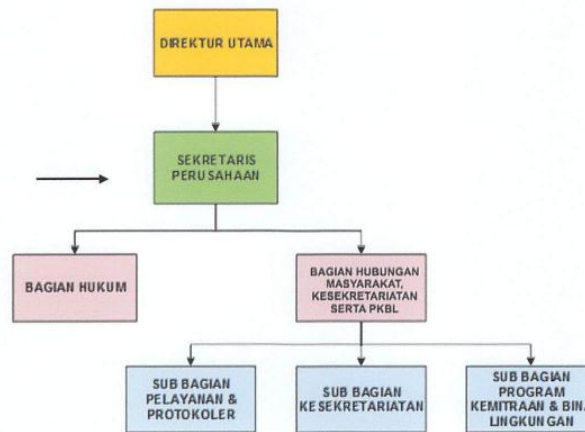 DIREKTUR UTAMA
SEKRETARIS
PERUSAHAAN
BAGIAN HUKUM
BAGIAN HUBUNGAN
MASYARAKAT,
KESEKRETARIATAN
SERTA PKBL
SUB BAGIAN
PELAYANAN &
PROTOKOLER
SUB BAGIAN
KESEKRETARIATAN
SUB BAGIAN
PROGRAM
KEMITRAAN & BINA
LINGKUNGAN